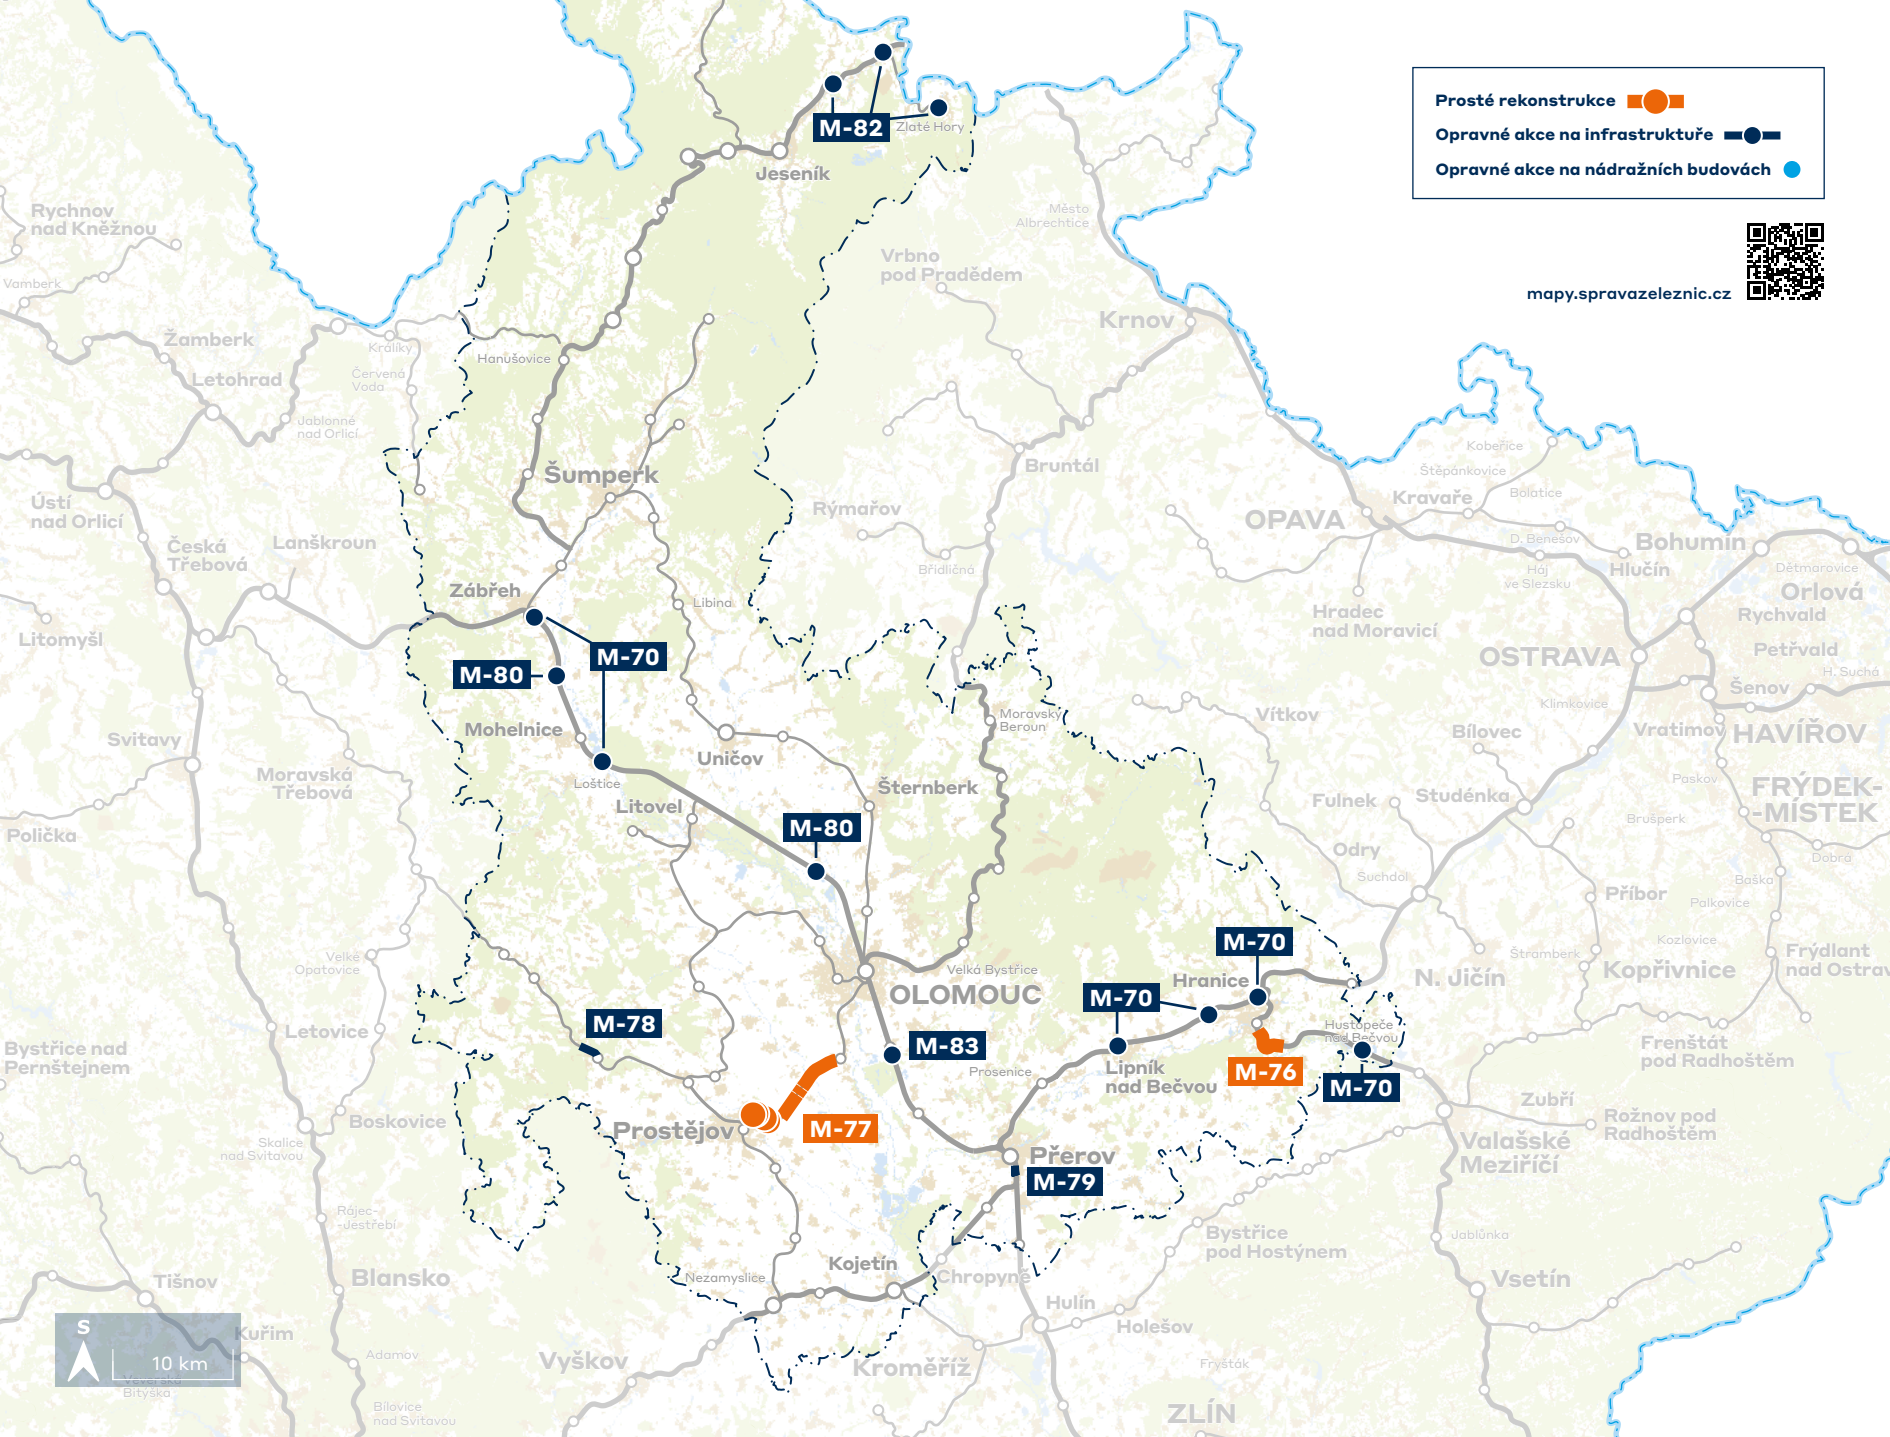 Prosté rekonstrukce
Opravné akce na infrastruktuře
Opravné akce na nádražních budovách
mapy.spravazeleznic.cz
M-82
Zlaté Hory
Jeseník
Rychnov
nad Kněžnou
Vamberk
Město
Albrechtice
Vrbno
pod Pradědem
Krnov
Žamberk
Králíky
Hanušovice
Letohrad
Červená
Voda
Jablonné
nad Orlicí
Šumperk
Bruntál
Kobeřice
Štěpánkovice
Bolatice
Kravaře
Ústí
nad Orlicí
Rýmařov
OPAVA
Česká
Třebová
Lanškroun
D. Benešov
Bohumín
Břidličná
Háj
ve Slezsku
Hlučín
Dětmarovice
Zábřeh
Libina
Orlová
Rychvald
Hradec
nad Moravicí
Litomyšl
M-70
M-80
OSTRAVA
Petřvald
H. Suchá
Šenov
Klimkovice
Mohelnice
Moravský
Beroun
Vítkov
Bílovec
Vratimov
HAVÍŘOV
Svitavy
Uničov
Moravská
Třebová
Loštice
Šternberk
Paskov
FRÝDEK-
-MÍSTEK
Litovel
Fulnek
Studénka
Brušperk
Polička
M-80
Odry
Dobrá
Suchdol
Baška
Příbor
Palkovice
M-70
Velké
Opatovice
Velká Bystřice
Hranice
Štramberk
Kozlovice
Frýdlant
nad Ostrav
N. Jičín
Kopřivnice
OLOMOUC
M-70
M-78
Letovice
Hustopeče
nad Bečvou
M-83
Bystřice nad
Pernštejnem
Frenštát
pod Radhoštěm
Prosenice
Lipník
nad Bečvou
M-76
M-70
Boskovice
Zubří
Prostějov
M-77
Rožnov pod
Radhoštěm
Skalice
nad Svitavou
Přerov
Valašské
Meziříčí
M-79
Rájec-
-Jestřebí
Bystřice
pod Hostýnem
Jablůnka
Tišnov
Blansko
Nezamyslice
Kojetín
Chropyně
Vsetín
Hulín
Holešov
S
10 km
Kuřim
Adamov
Vyškov
Kroměříž
Fryšták
Veverská
Bítýška
Bílovice
nad Svitavou
ZLÍN